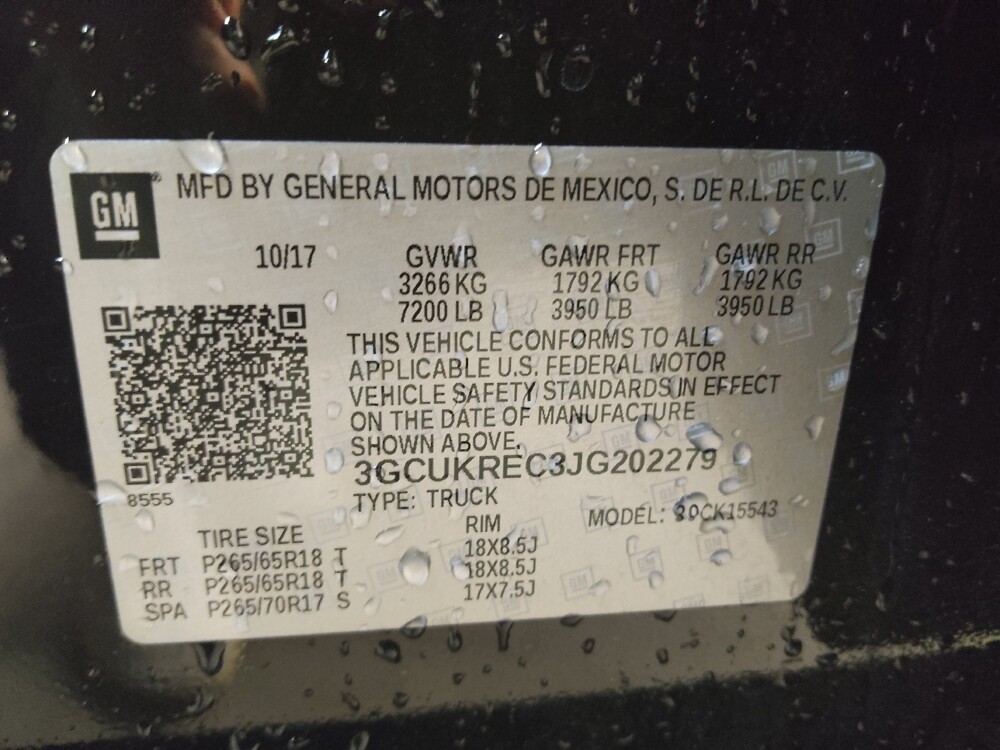 GM® MFD BY GENERAL MOTORS DE MEXICO, S. DE R.L. DE C.V.
10/17 GVWR GAWR FRT GAWR RR
3266 KG 1792 KG 1792 KG
7200 LB 3950 LB 3950 LB
THIS VEHICLE CONFORMS TO ALL
APPLICABLE U.S. FEDERAL MOTOR
VEHICLE SAFETY STANDARDS IN EFFECT
ON THE DATE OF MANUFACTURE
SHOWN ABOVE.
3GCUKREC3JG202279
8555
TYPE: TRUCK
MODEL:
TIRE SIZE RIM
FRT P265/65R18 T 18X8.5J
RR P265/65R18 T 18X8.5J
SPA P265/70R17 S 17X7.5J